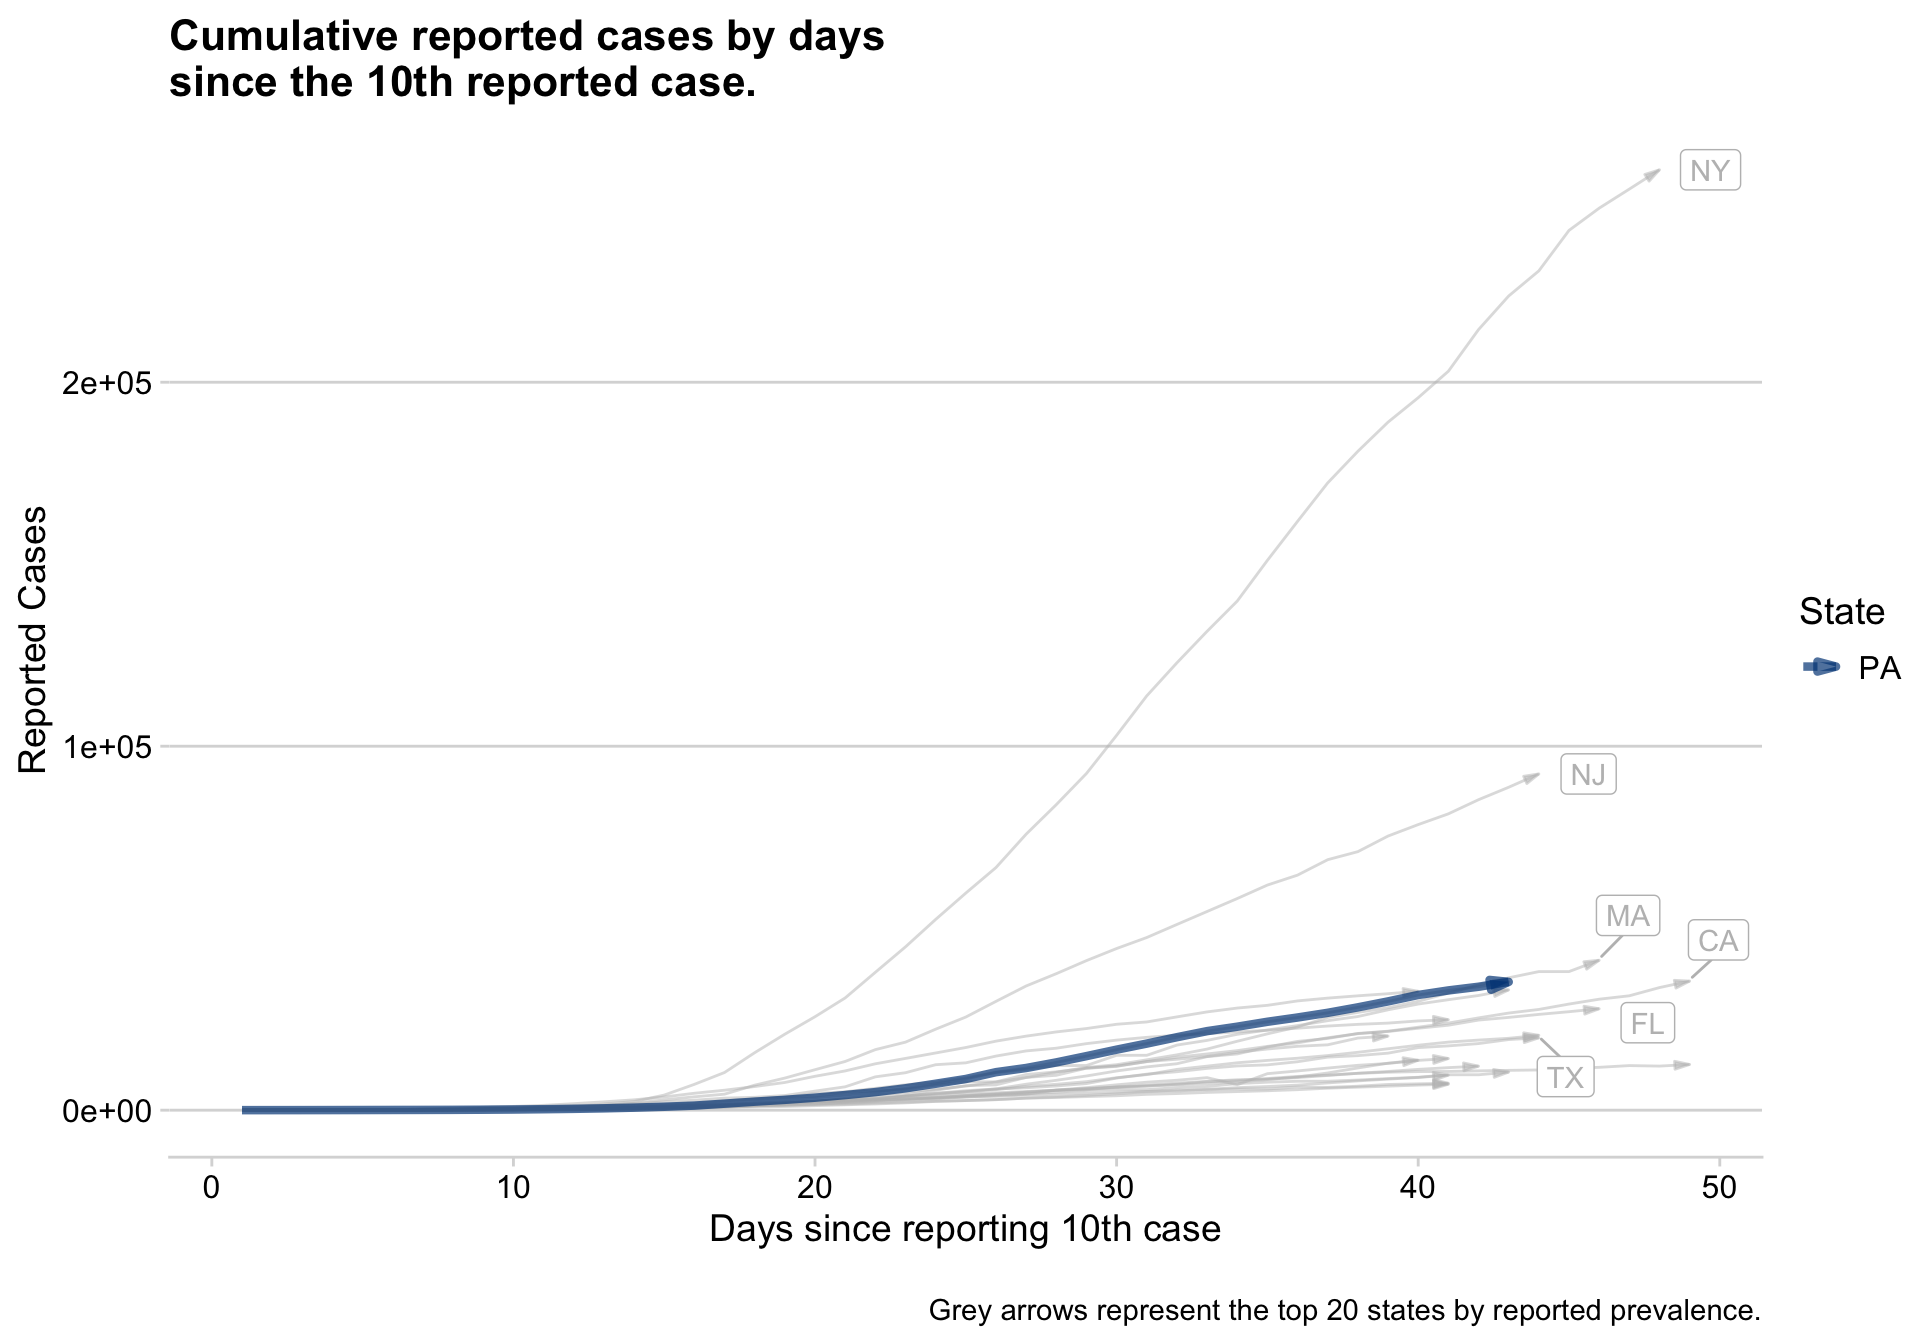 Cumulative reported cases by days
since the 10th reported case.
NY
2e+05
Reported Cases
State
PA
1e+05
NJ
MA
CA
FL
TX
0e+00
0 10 20 30 40 50
Days since reporting 10th case
Grey arrows represent the top 20 states by reported prevalence.